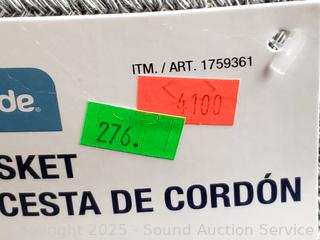 ITM. / ART. 1759361
de®
4100
276.
SKET
CESTA DE CORDÓN
Copyright 2025 - Sound Auction Service